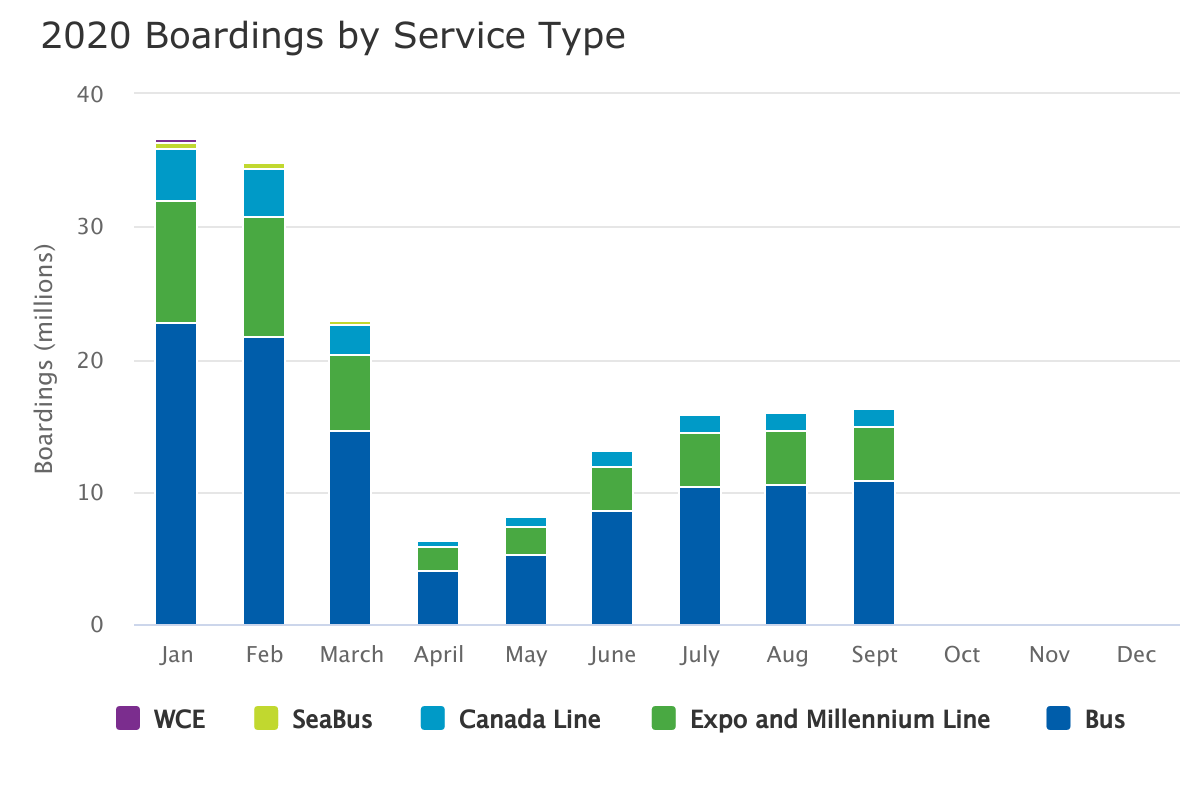 2020 Boardings by Service Type
40
30
20
10
0
Boardings (millions)
Jan Feb March April May June July Aug Sept Oct Nov Dec
WCE SeaBus Canada Line Expo and Millennium Line Bus